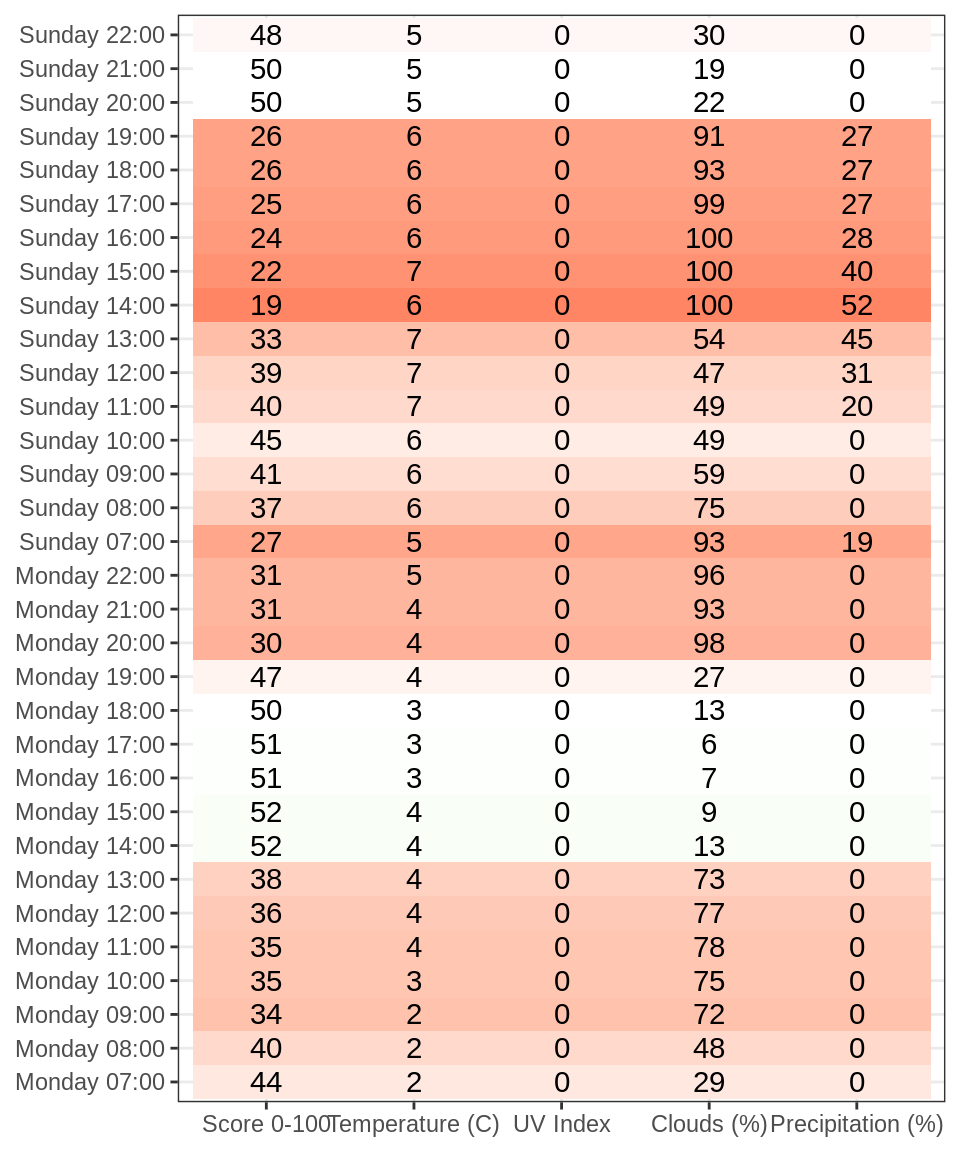 Sunday 22:00 48 5 0 30 0
Sunday 21:00 50 5 0 19 0
Sunday 20:00 50 5 0 22 0
Sunday 19:00 26 6 0 91 27
Sunday 18:00 26 6 0 93 27
Sunday 17:00 25 6 0 99 27
Sunday 16:00 24 6 0 100 28
Sunday 15:00 22 7 0 100 40
Sunday 14:00 19 6 0 100 52
Sunday 13:00 33 7 0 54 45
Sunday 12:00 39 7 0 47 31
Sunday 11:00 40 7 0 49 20
Sunday 10:00 45 6 0 49 0
Sunday 09:00 41 6 0 59 0
Sunday 08:00 37 6 0 75 0
Sunday 07:00 27 5 0 93 19
Monday 22:00 31 5 0 96 0
Monday 21:00 31 4 0 93 0
Monday 20:00 30 4 0 98 0
Monday 19:00 47 4 0 27 0
Monday 18:00 50 3 0 13 0
Monday 17:00 51 3 0 6 0
Monday 16:00 51 3 0 7 0
Monday 15:00 52 4 0 9 0
Monday 14:00 52 4 0 13 0
Monday 13:00 38 4 0 73 0
Monday 12:00 36 4 0 77 0
Monday 11:00 35 4 0 78 0
Monday 10:00 35 3 0 75 0
Monday 09:00 34 2 0 72 0
Monday 08:00 40 2 0 48 0
Monday 07:00 44 2 0 29 0
Score 0-100 Temperature (C) UV Index Clouds (%) Precipitation (%)